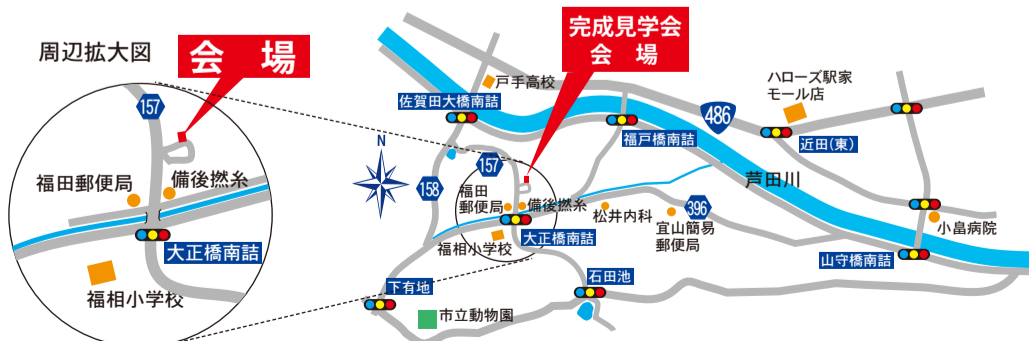 周辺拡大図
会場
157
福田郵便局
備後撚糸
大正橋南詰
福相小学校
完成見学会
会場
戸手高校
佐賀田大橋南詰
福戸橋南詰
486
ハローズ駅家
モール店
近田(東)
芦田川
N
158
157
福田
郵便局
備後撚糸
大正橋南詰
福相小学校
松井内科
396
宜山簡易
郵便局
小畠病院
山守橋南詰
下有地
石田池
市立動物園